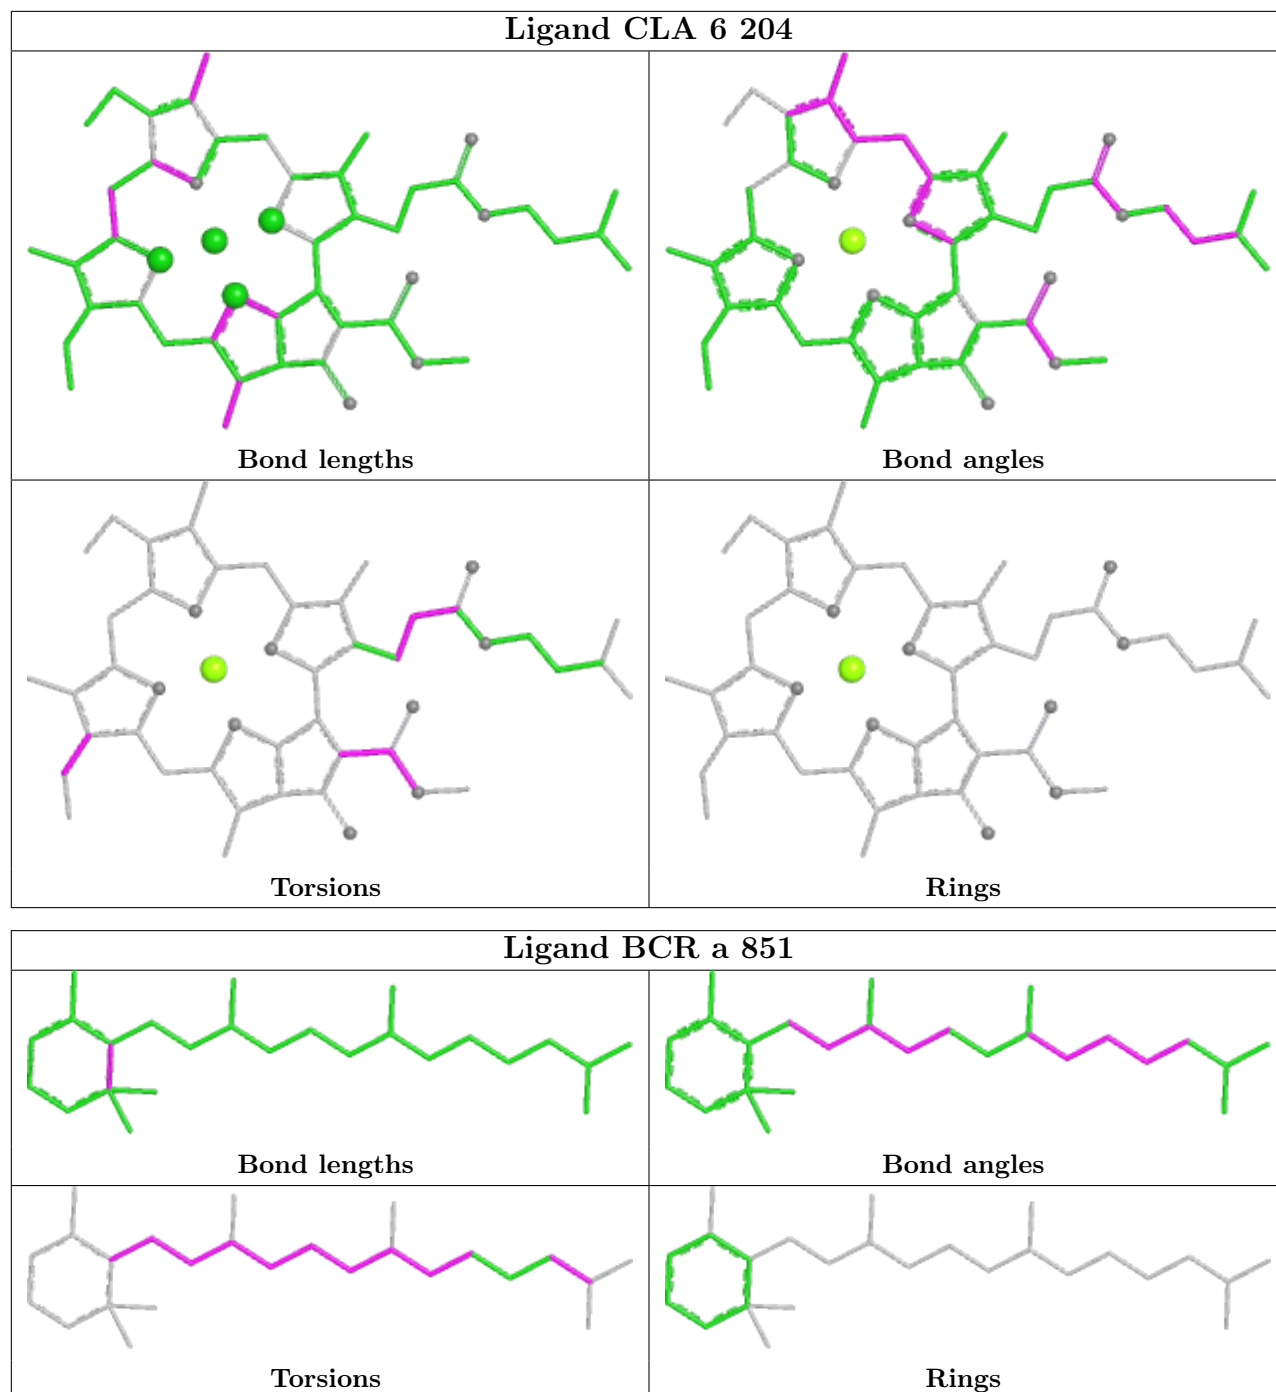 Ligand CLA 6 204
Bond lengths
Bond angles
Torsions
Rings
Ligand BCR a 851
Bond lengths
Bond angles
Torsions
Rings